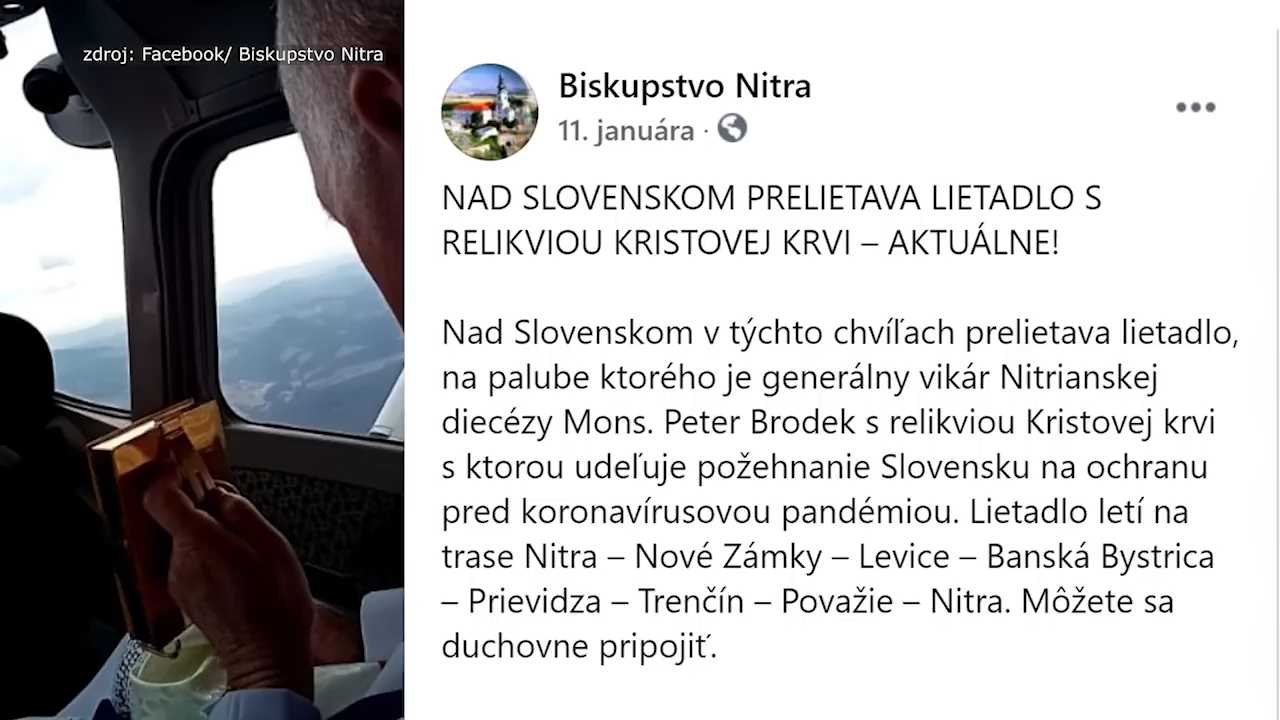 zdroj: Facebook/ Biskupstvo Nitra
Biskupstvo Nitra
11. januára ·
NAD SLOVENSKOM PRELIETAVA LIETADLO S
RELIKVIOU KRISTOVEJ KRVI – AKTUÁLNE!
Nad Slovenskom v týchto chvíľach prelietava lietadlo,
na palube ktorého je generálny vikár Nitrianskej
diecézy Mons. Peter Brodek s relikviou Kristovej krvi
s ktorou udeľuje požehnanie Slovensku na ochranu
pred koronavírusovou pandémiou. Lietadlo letí na
trase Nitra – Nové Zámky – Levice – Banská Bystrica
– Prievidza – Trenčín – Považie – Nitra. Môžete sa
duchovne pripojiť.